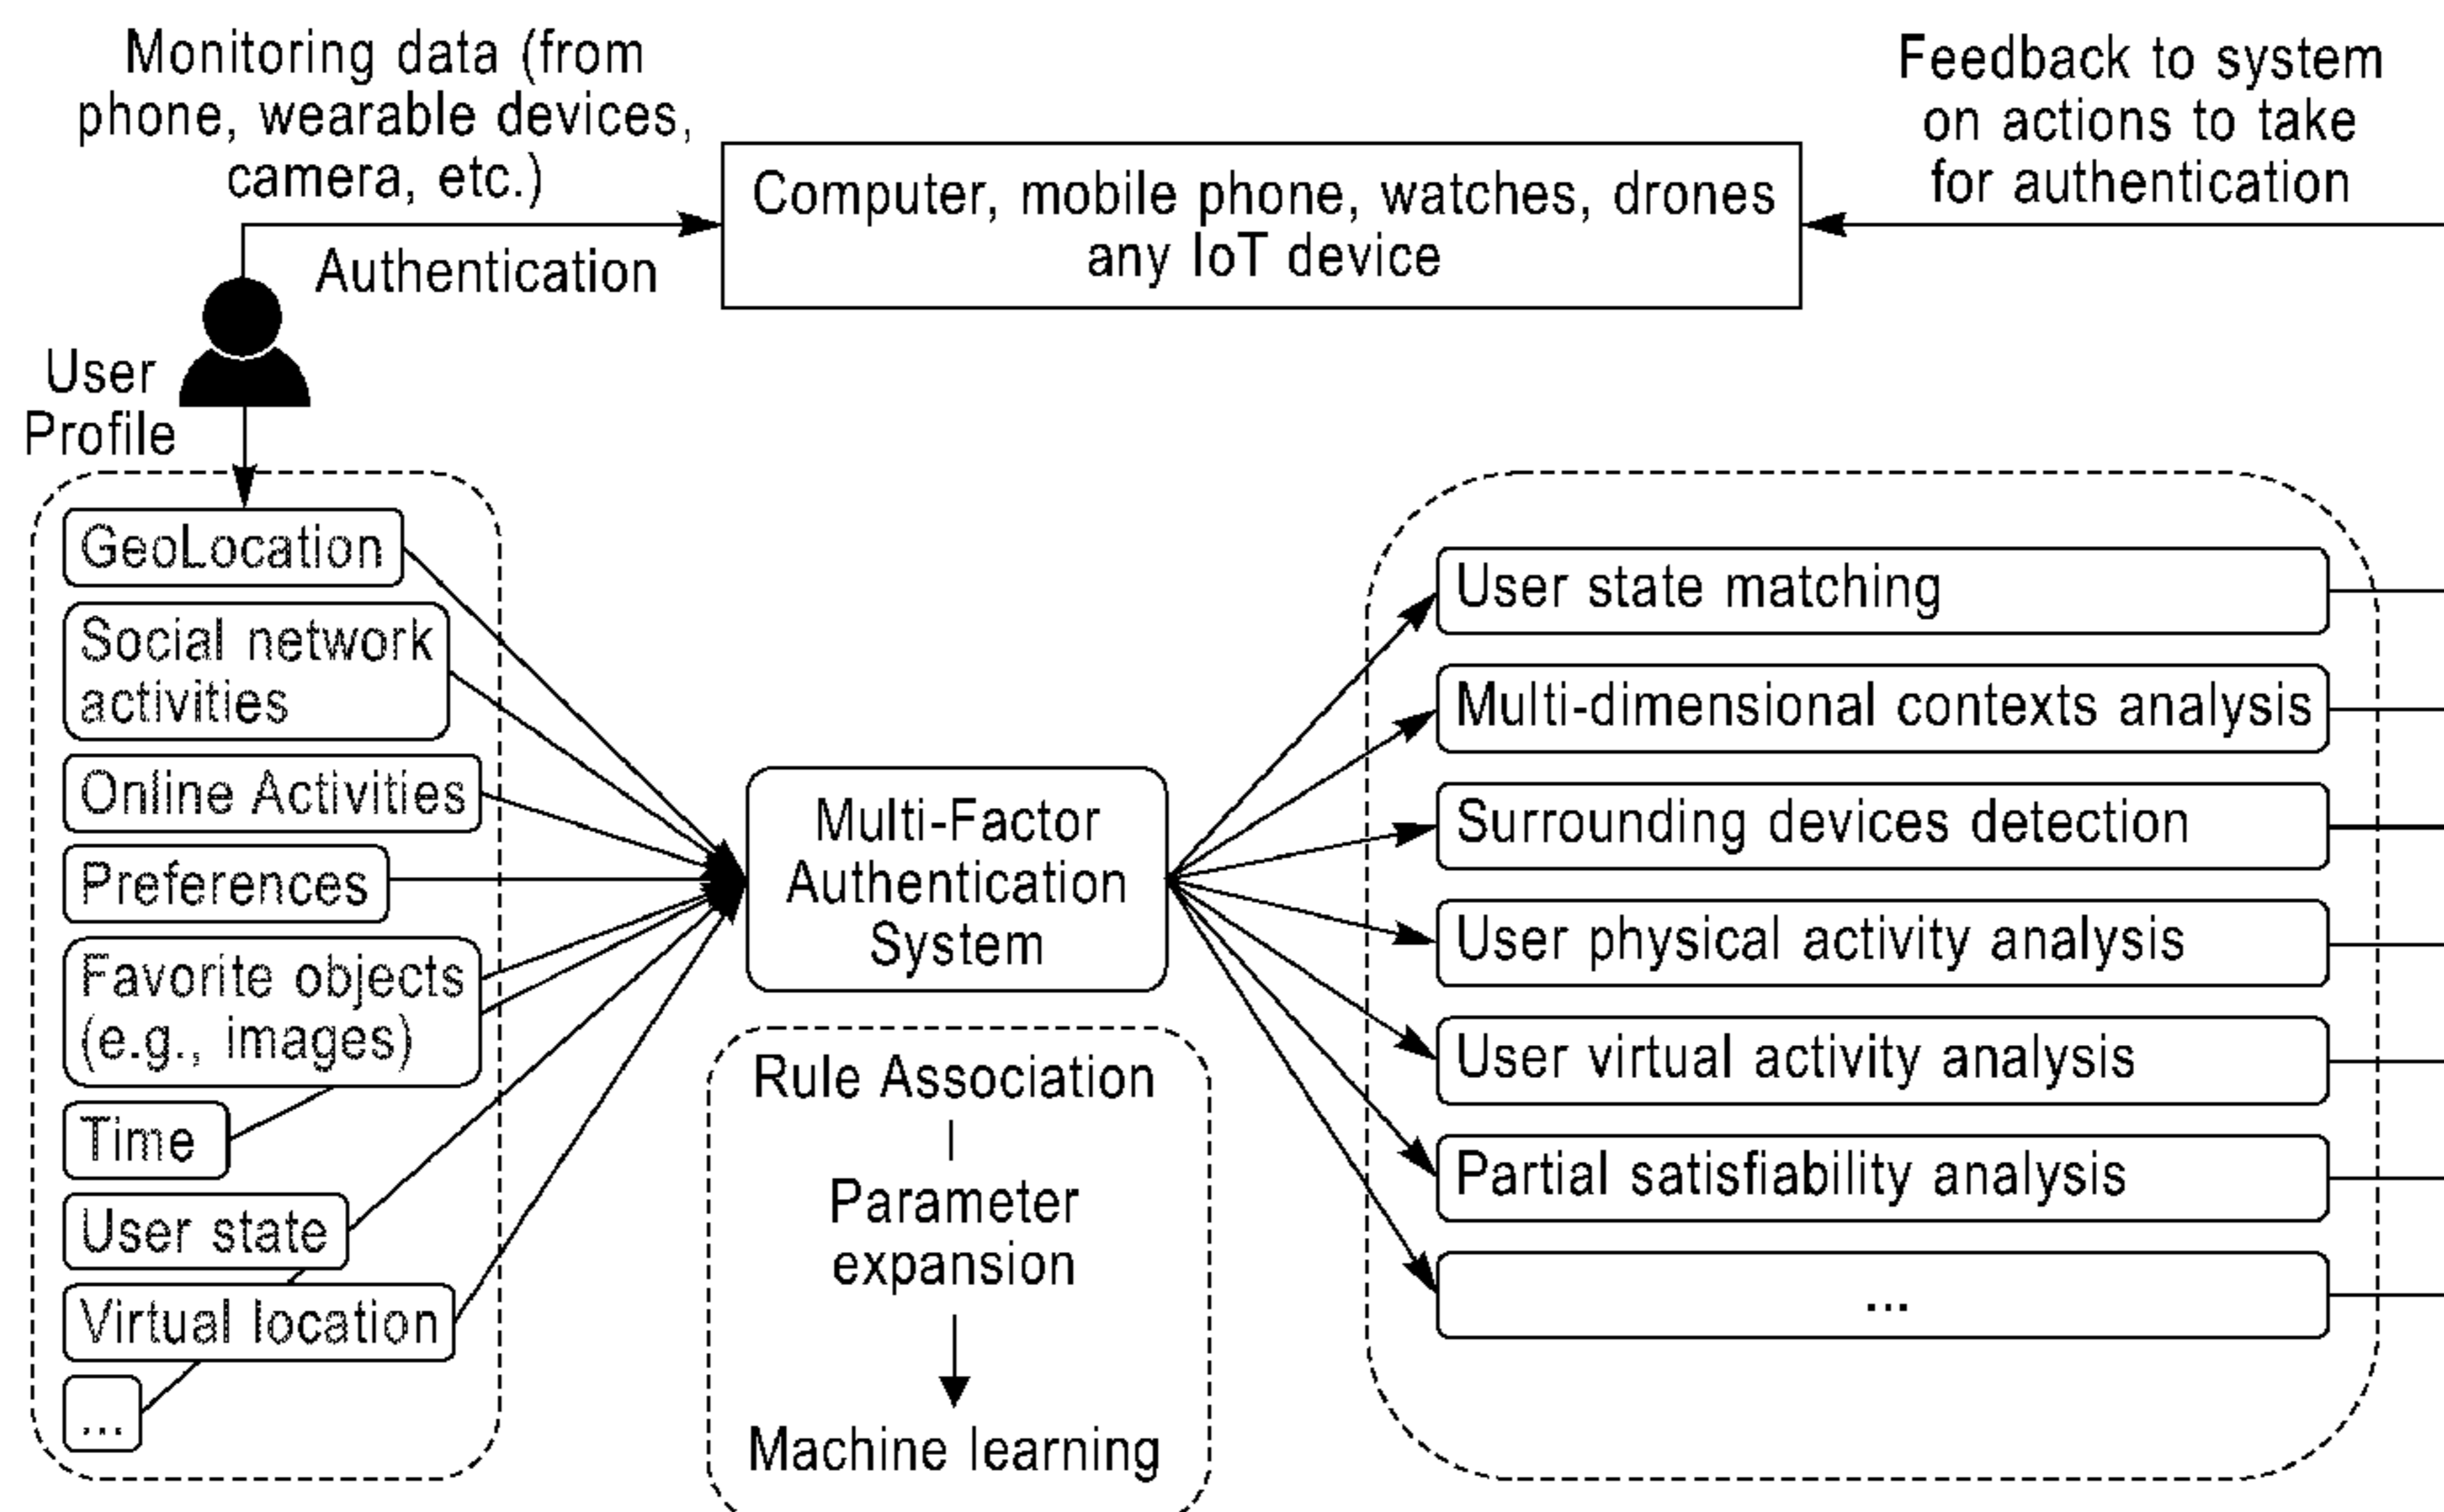 Monitoring data (from
phone, wearable devices,
camera, etc.)
Authentication
Computer, mobile phone, watches, drones
any IoT device
Feedback to system
on actions to take
for authentication
User
Profile
GeoLocation
Social network
activities
Online Activities
Preferences
Favorite objects
(e.g., images)
Time
User state
Virtual location
...
Multi-Factor
Authentication
System
Rule Association
Parameter
expansion
Machine learning
User state matching
Multi-dimensional contexts analysis
Surrounding devices detection
User physical activity analysis
User virtual activity analysis
Partial satisfiability analysis
...